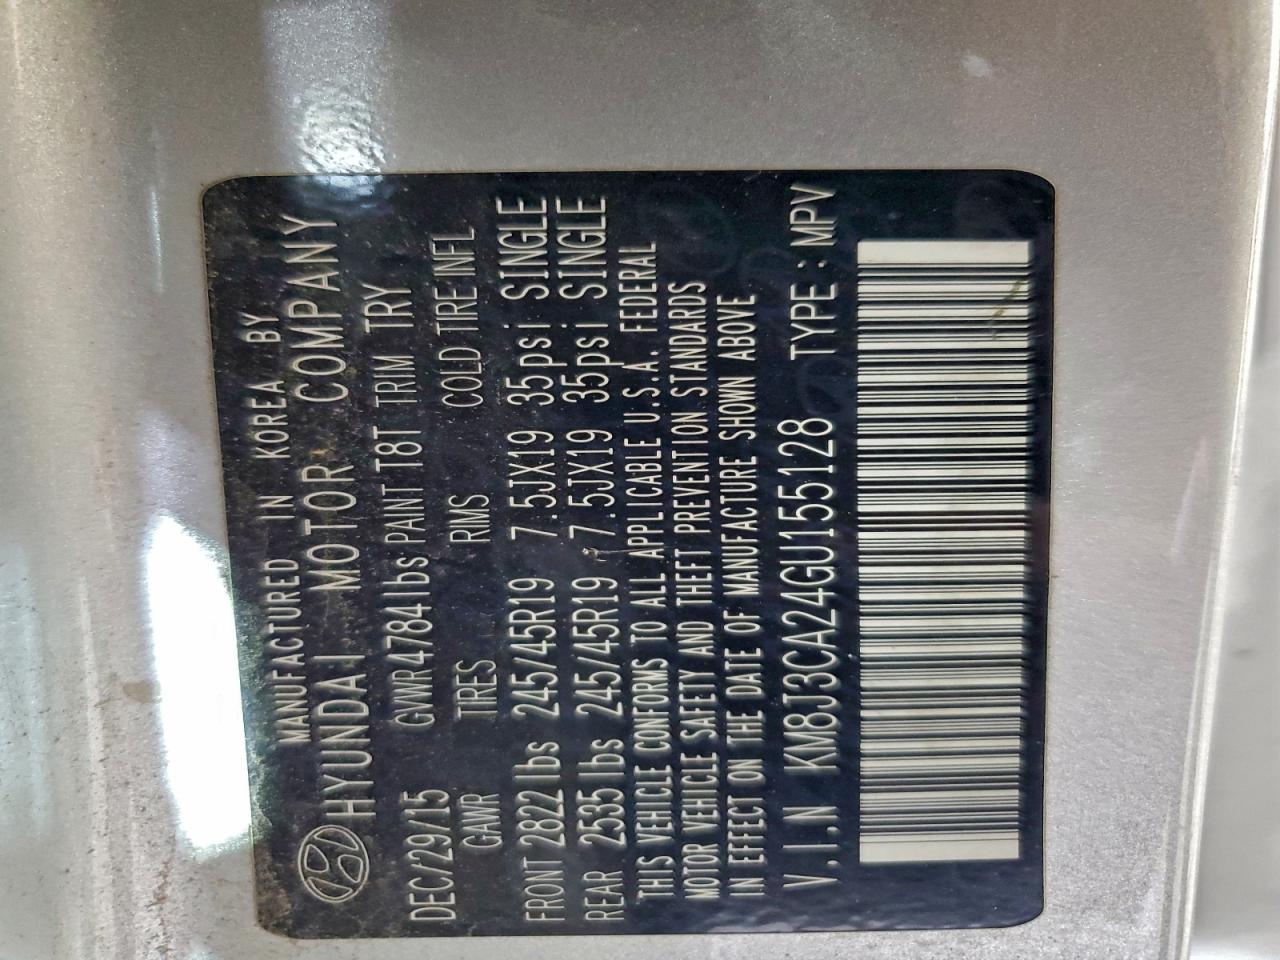 MANUFACTURED IN KOREA BY
HYUNDAI MOTOR COMPANY
DEC/29/15 GVWR4784lbs PAINT T8T TRIM TRY
GAWR TIRES RIMS COLD TIRE INFL
FRONT 2822lbs 245/45R19 7.5JX19 35psi SINGLE
REAR 2535lbs 245/45R19 7.5JX19 35psi SINGLE
THIS VEHICLE CONFORMS TO ALL APPLICABLE U.S.A. FEDERAL
MOTOR VEHICLE SAFETY AND THEFT PREVENTION STANDARDS
IN EFFECT ON THE DATE OF MANUFACTURE SHOWN ABOVE
V.I.N KM8J3CA24GU155128 TYPE: MPV